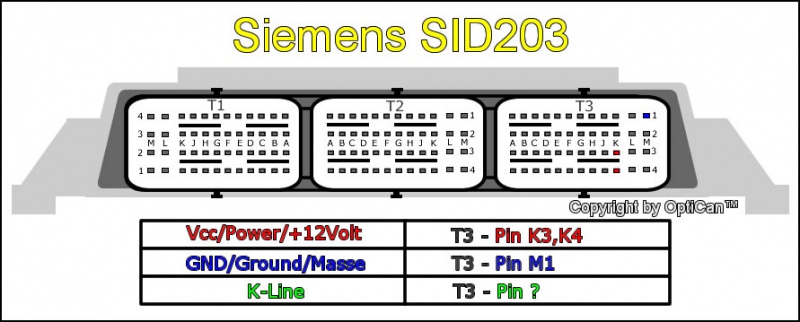 Siemens SID203
T1 T2 T3
4 1 1
3 2 2
M L K J H G F E D C B A A B C D E F G H J K L M A B C D E F G H J K L M
2 3 3
1 4 4
Copyright by OptiCan™
Vcc/Power/+12Volt T3 - Pin K3,K4
GND/Ground/Masse T3 - Pin M1
K-Line T3 - Pin ?